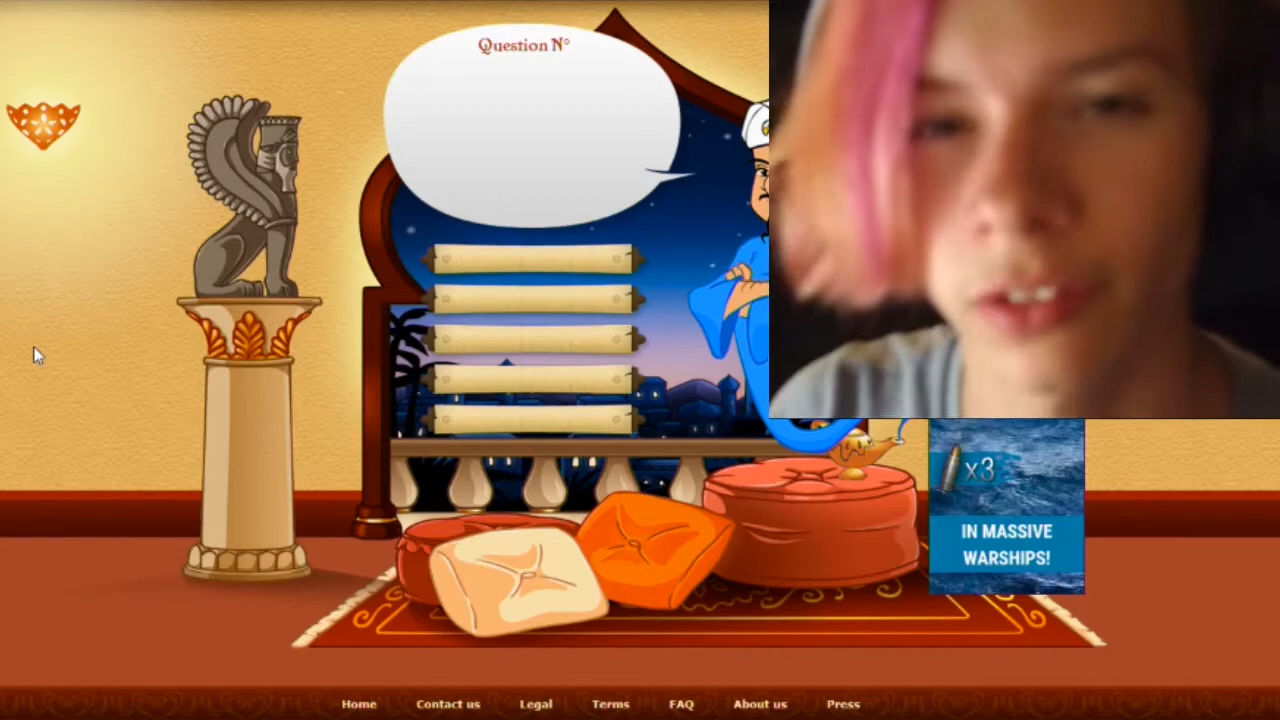 Question N°
x3
IN MASSIVE
WARSHIPS!
Home Contact us Legal Terms FAQ About us Press